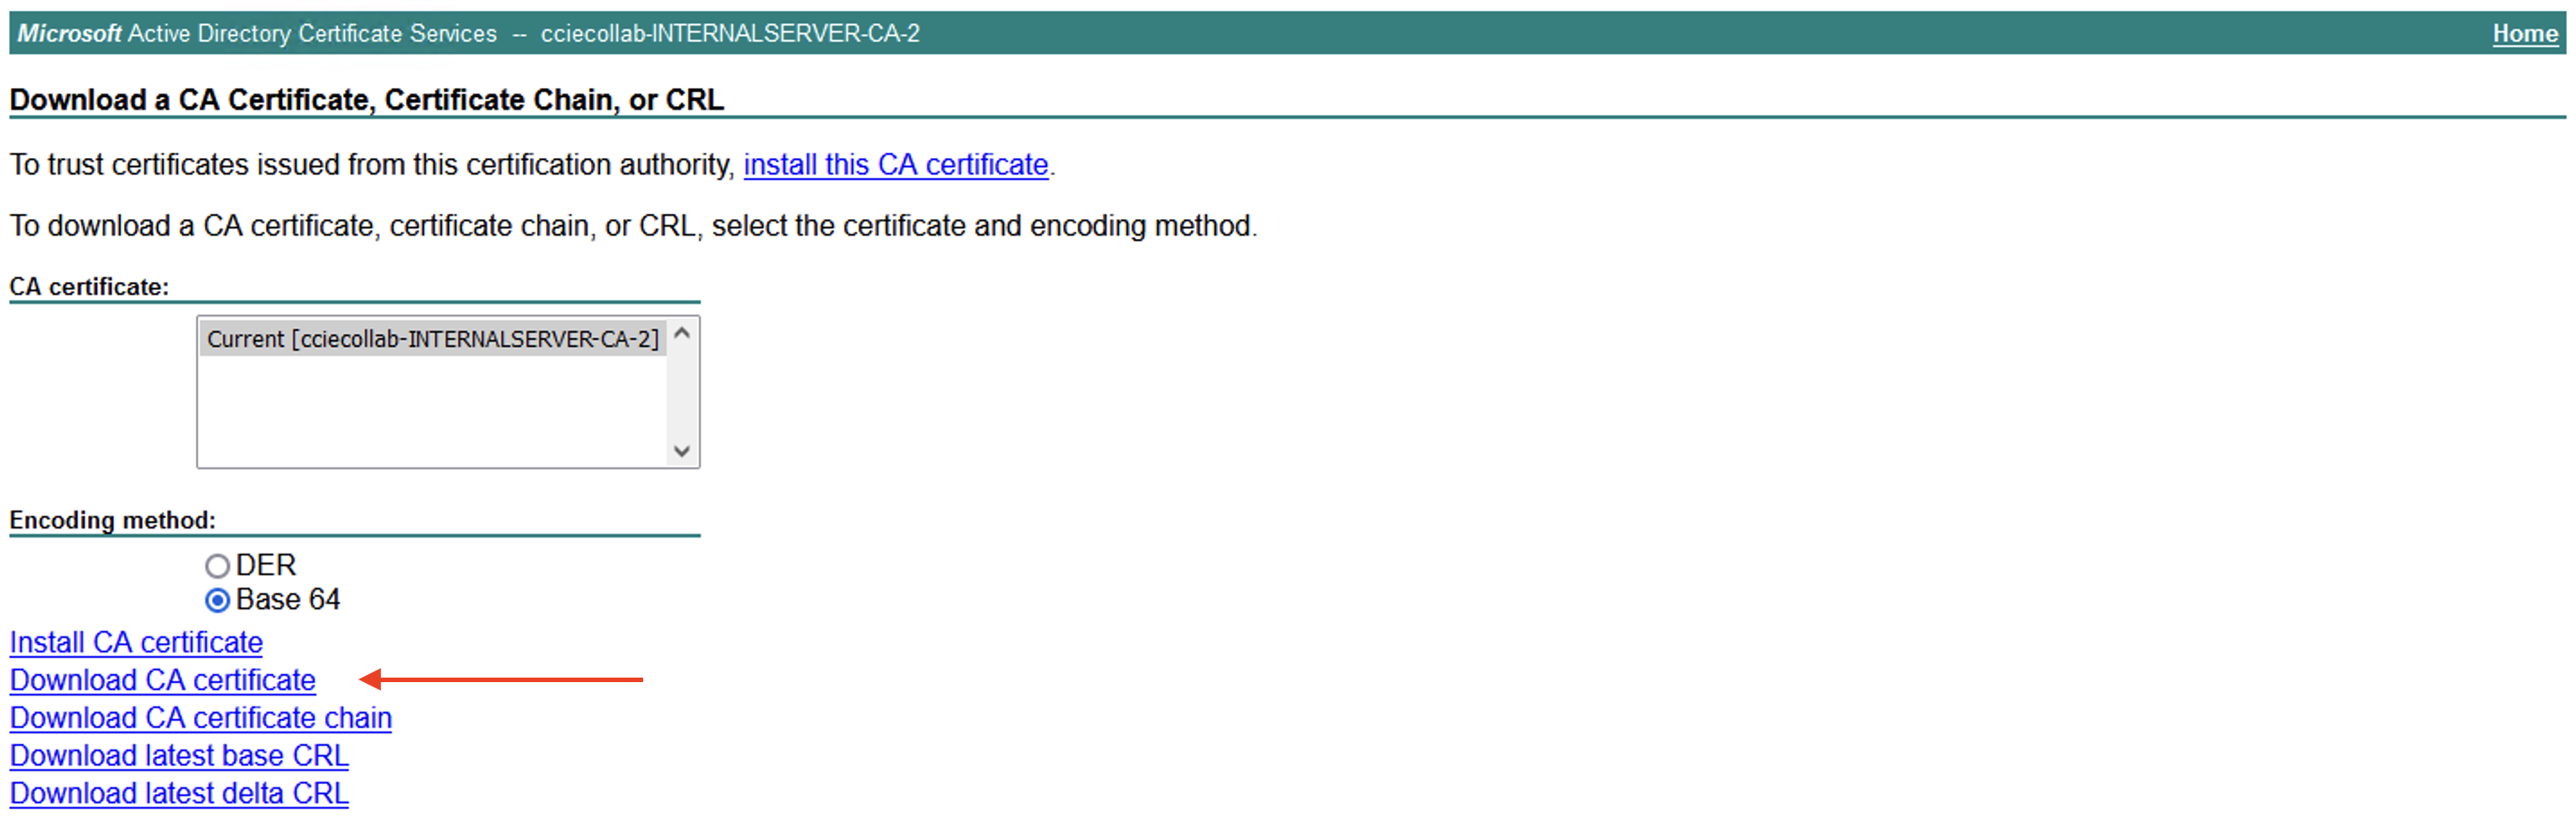 Microsoft Active Directory Certificate Services -- cciecollab-INTERNALSERVER-CA-2 Home
Download a CA Certificate, Certificate Chain, or CRL
To trust certificates issued from this certification authority, install this CA certificate.
To download a CA certificate, certificate chain, or CRL, select the certificate and encoding method.
CA certificate:
Current [cciecollab-INTERNALSERVER-CA-2]
Encoding method:
DER
Base 64
Install CA certificate
Download CA certificate
Download CA certificate chain
Download latest base CRL
Download latest delta CRL